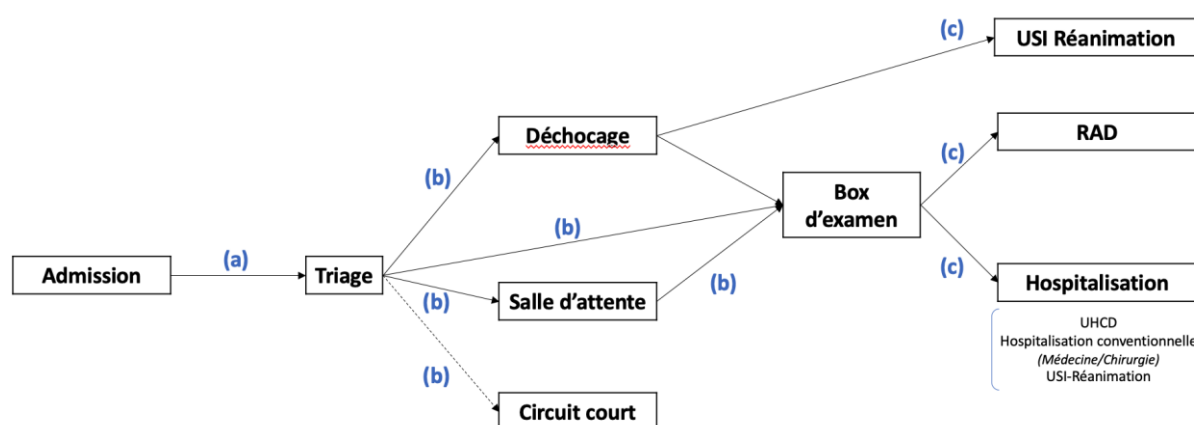 (c)
USI Réanimation
Déchocage
(c)
RAD
(b)
Box
d’examen
(b)
(a)
(c)
Admission
Triage
Salle d’attente
(b)
(b)
Hospitalisation
UHCD
Hospitalisation conventionnelle
(Médecine/Chirurgie)
USI-Réanimation
(b)
Circuit court